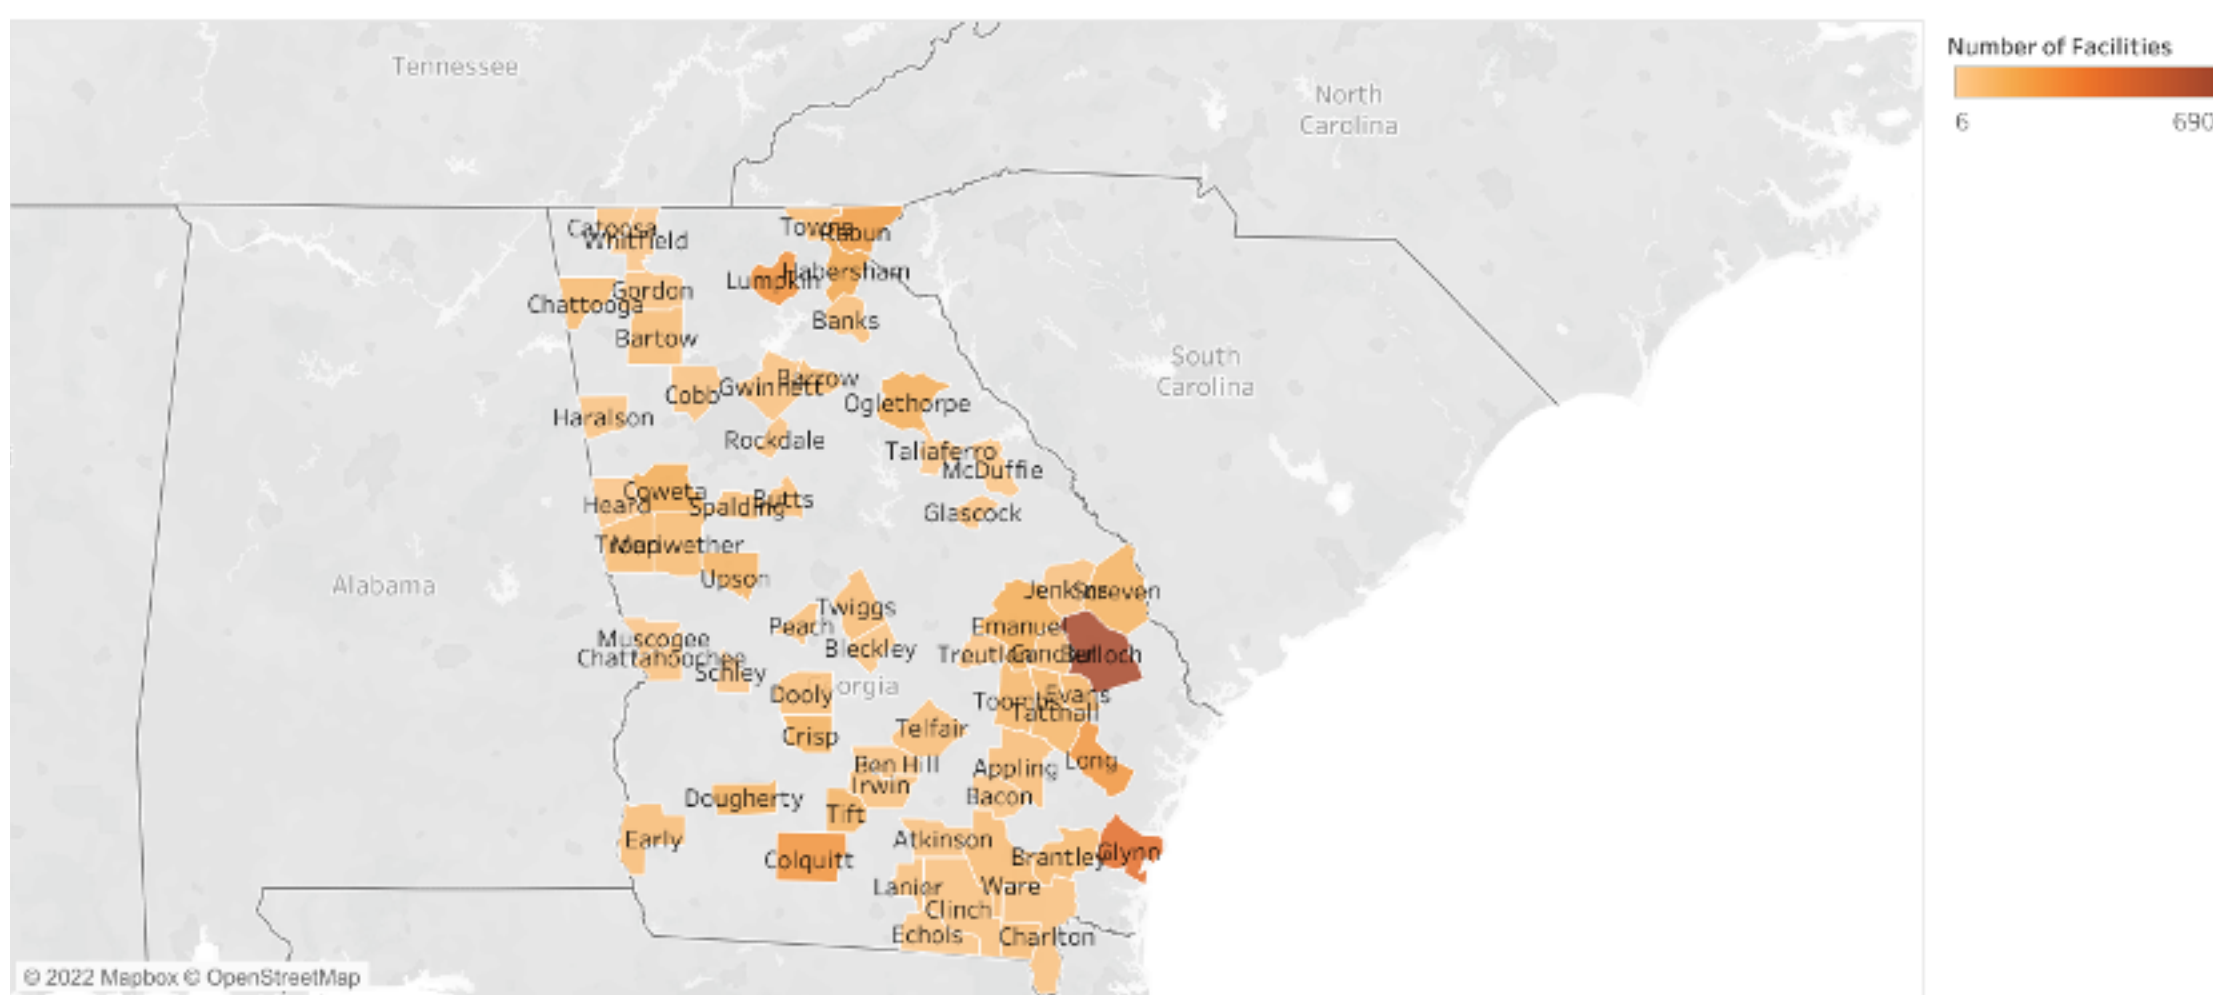 Tennessee
North
Carolina
Number of Facilities
6
690
Catoosa
Whitfield
Towns
Rabun
Lumpkin
Habersham
Gordon
Chattooga
Banks
Bartow
South
Carolina
Cobb
Gwinnett
Barrow
Haralson
Oglethorpe
Rockdale
Taliaferro
McDuffie
Coweta
Heard
Spalding
Butts
Glascock
Troup
Meriwether
Upson
Alabama
Jenkins
Screven
Twiggs
Peach
Emanuel
Muscogee
Bleckley
Chattahoochee
Treutlen
Candler
Bulloch
Schley
Dooly
orgia
Evans
Toombs
Tattnall
Crisp
Telfair
Ben Hill
Appling
Long
Irwin
Dougherty
Bacon
Tift
Early
Atkinson
Colquitt
Brantley
Glynn
Lanier
Ware
Clinch
Echols
Charlton
© 2022 Mapbox © OpenStreetMap